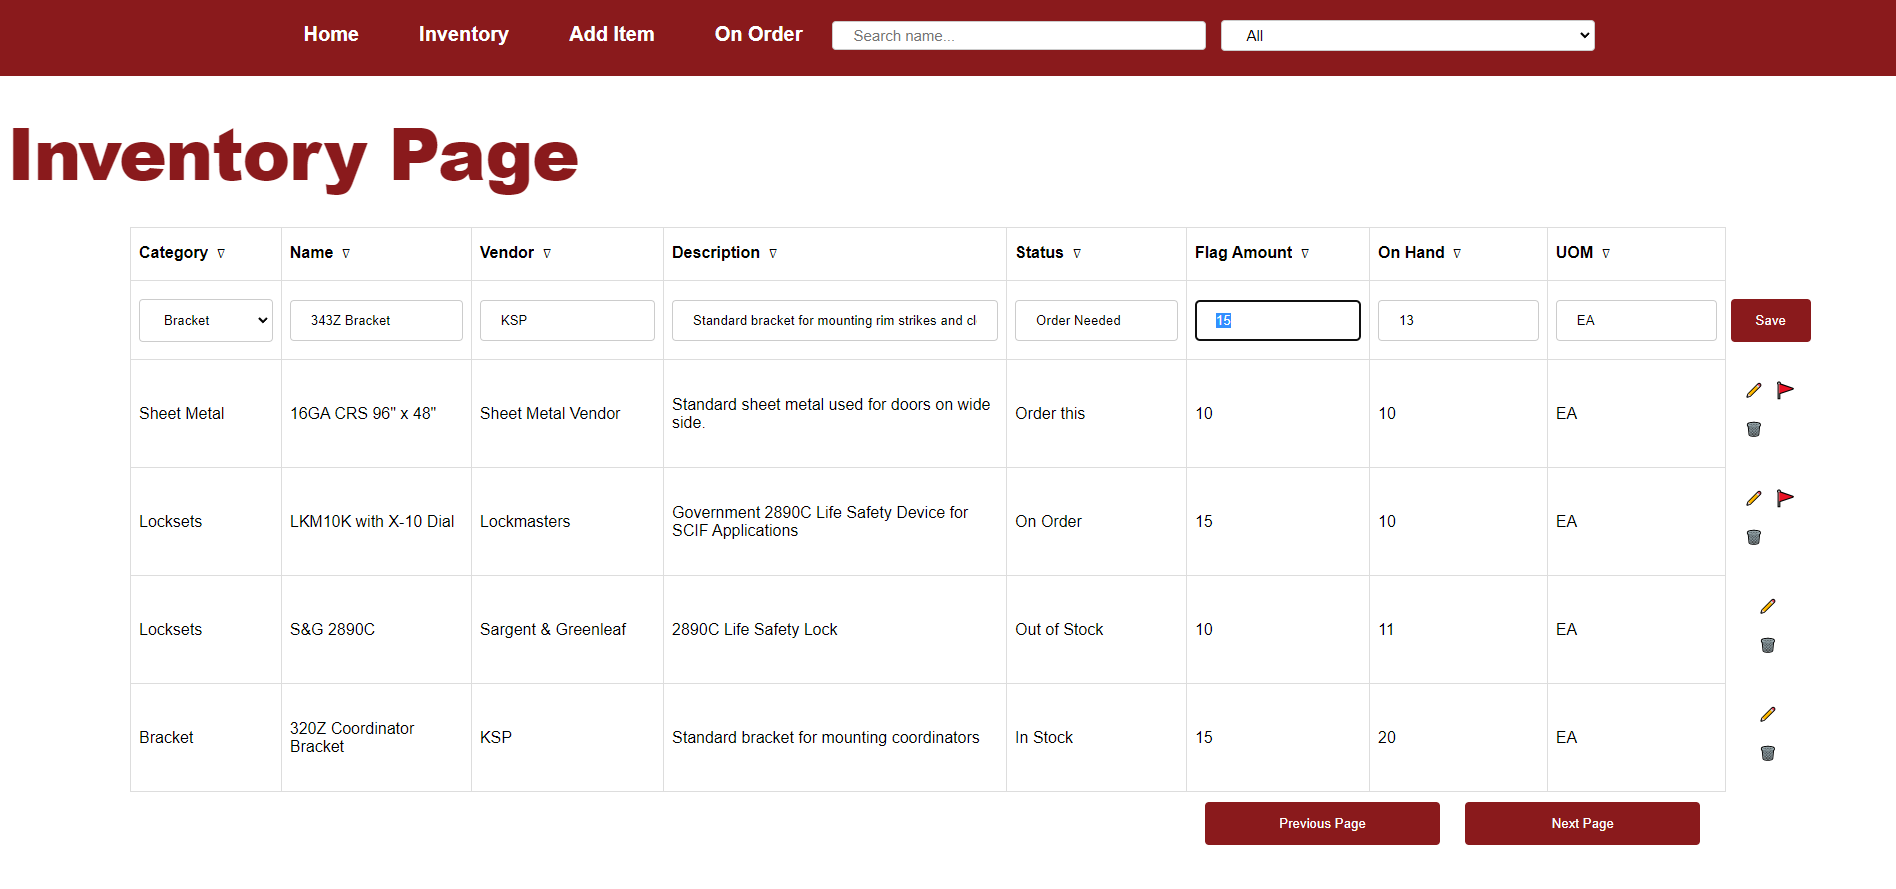 Home Inventory Add Item On Order Search name... All
Inventory Page
Category ▽ Name ▽ Vendor ▽ Description ▽ Status ▽ Flag Amount ▽ On Hand ▽ UOM ▽
Bracket 343Z Bracket KSP Standard bracket for mounting rim strikes and cl Order Needed 15 13 EA Save
Sheet Metal 16GA CRS 96" x 48" Sheet Metal Vendor Standard sheet metal used for doors on wide
side. Order this 10 10 EA
Locksets LKM10K with X-10 Dial Lockmasters Government 2890C Life Safety Device for
SCIF Applications On Order 15 10 EA
Locksets S&G 2890C Sargent & Greenleaf 2890C Life Safety Lock Out of Stock 10 11 EA
Bracket 320Z Coordinator
Bracket KSP Standard bracket for mounting coordinators In Stock 15 20 EA
Previous Page Next Page